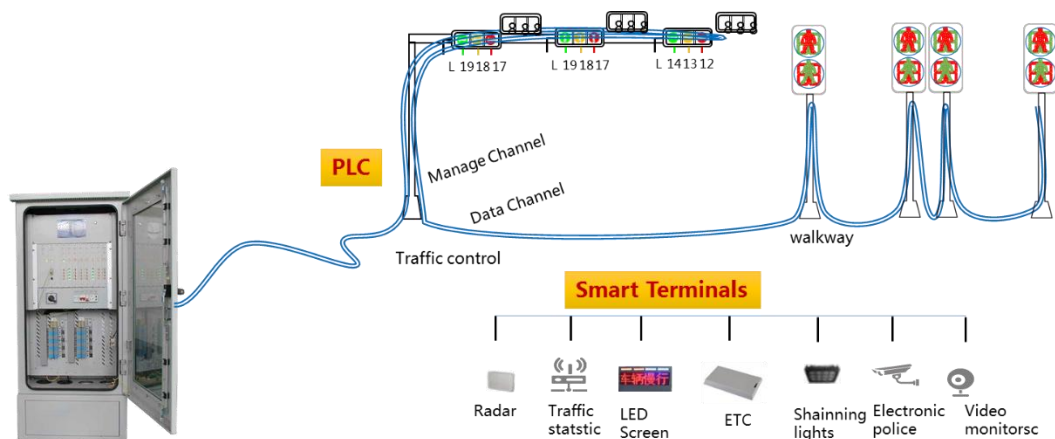 L 19 18 17
L 19 18 17
L 14 13 12
PLC
Manage Channel
Data Channel
Traffic control
walkway
Smart Terminals
车辆慢行
Radar
Traffic
statstic
LED
Screen
ETC
Shainning
lights
Electronic
police
Video
monitorsc